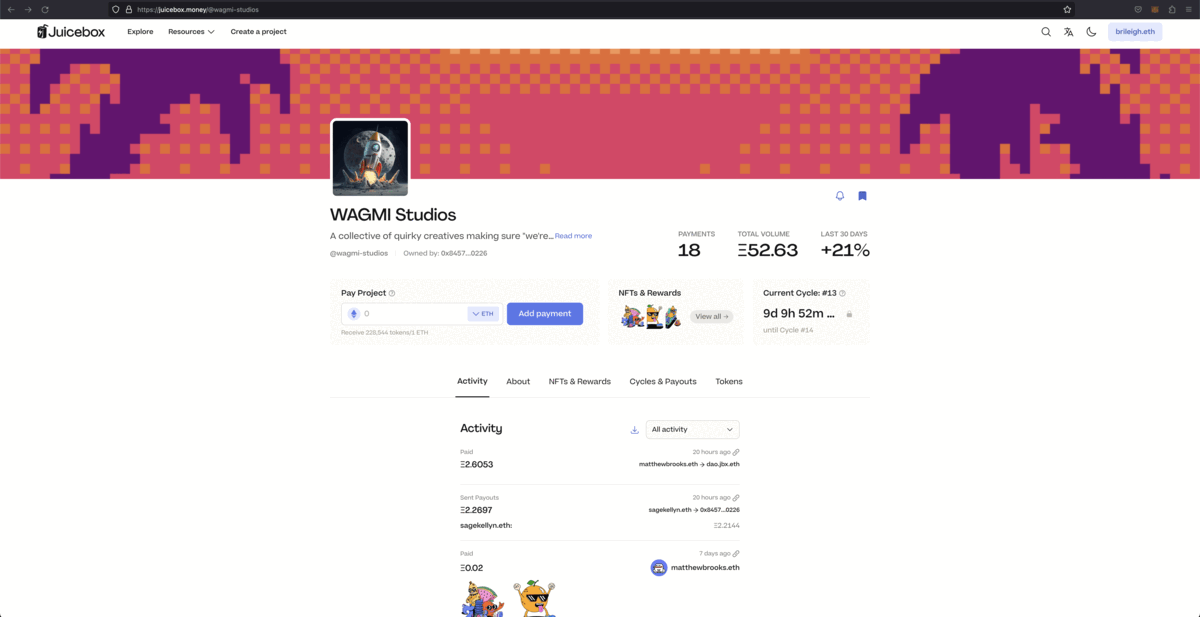 https://juicebox.money/@wagmi-studios
Juicebox
Explore
Resources
Create a project
brileigh.eth
WAGMI Studios
A collective of quirky creatives making sure "we're... Read more
@wagmi-studios
Owned by: 0x8457...0226
PAYMENTS
18
TOTAL VOLUME
Ξ52.63
LAST 30 DAYS
+21%
Pay Project
0
ETH
Add payment
Receive 228,544 tokens/1 ETH
NFTs & Rewards
View all →
Current Cycle: #13
9d 9h 52m ...
until Cycle #14
Activity
About
NFTs & Rewards
Cycles & Payouts
Tokens
Activity
All activity
Paid
20 hours ago
Ξ2.6053
matthewbrooks.eth → dao.jbx.eth
Sent Payouts
20 hours ago
Ξ2.2697
sagekellyn.eth → 0x8457...0226
sagekellyn.eth:
Ξ2.2144
Paid
7 days ago
Ξ0.02
matthewbrooks.eth